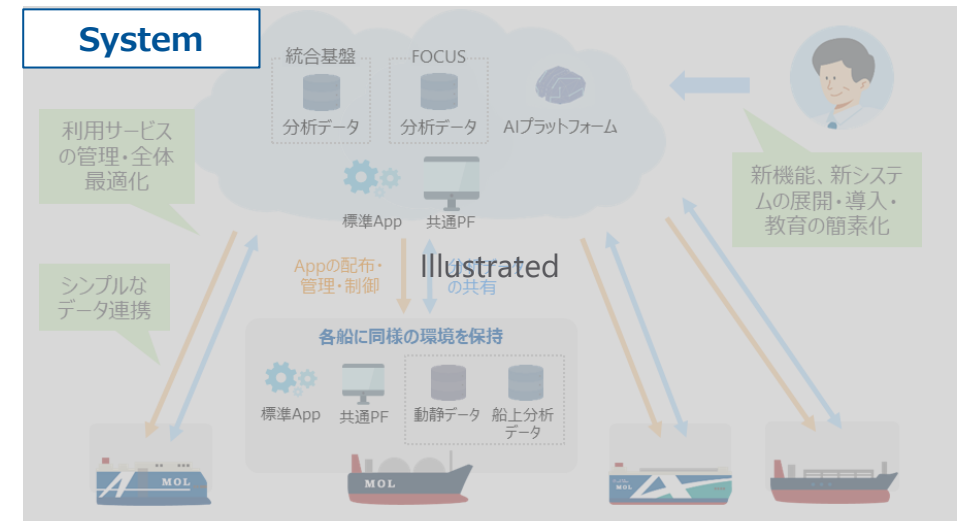 System
統合基盤
FOCUS
分析データ
分析データ
AIプラットフォーム
利用サービス
の管理・全体
最適化
新機能、新システ
ムの展開・導入・
教育の簡素化
標準App
共通PF
Appの配布・
管理・制御
分析データ
の共有
Illustrated
シンプルな
データ連携
各船に同様の環境を保持
標準App
共通PF
動静データ
船上分析
データ
MOL
MOL
MOL